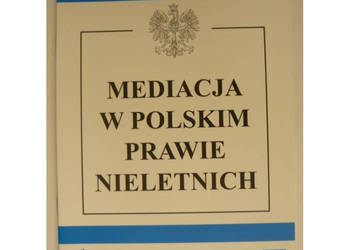 MEDIACJA
W POLSKIM
PRAWIE
NIELETNICH